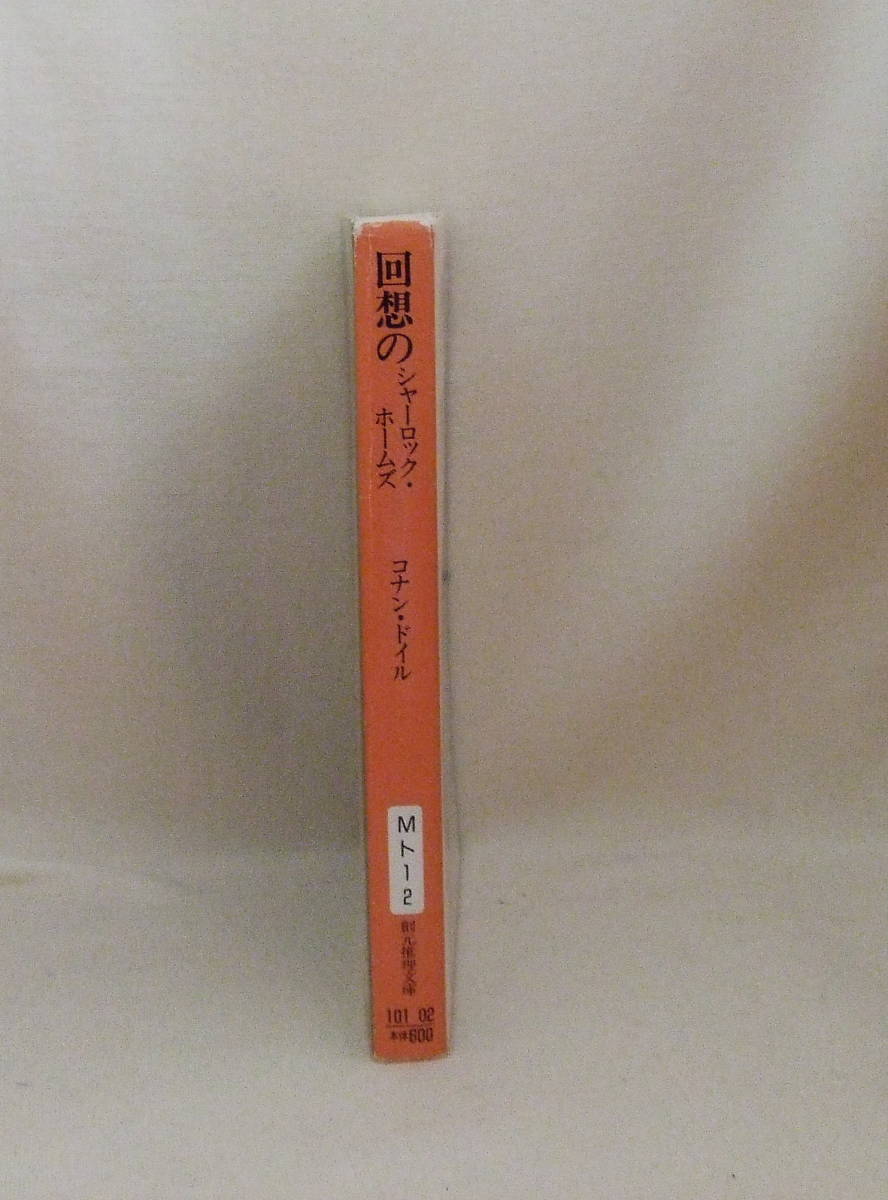 回想の
シャーロック・
ホームズ
コナン・ドイル
Mト12
創元推理文庫
101 02
本体600